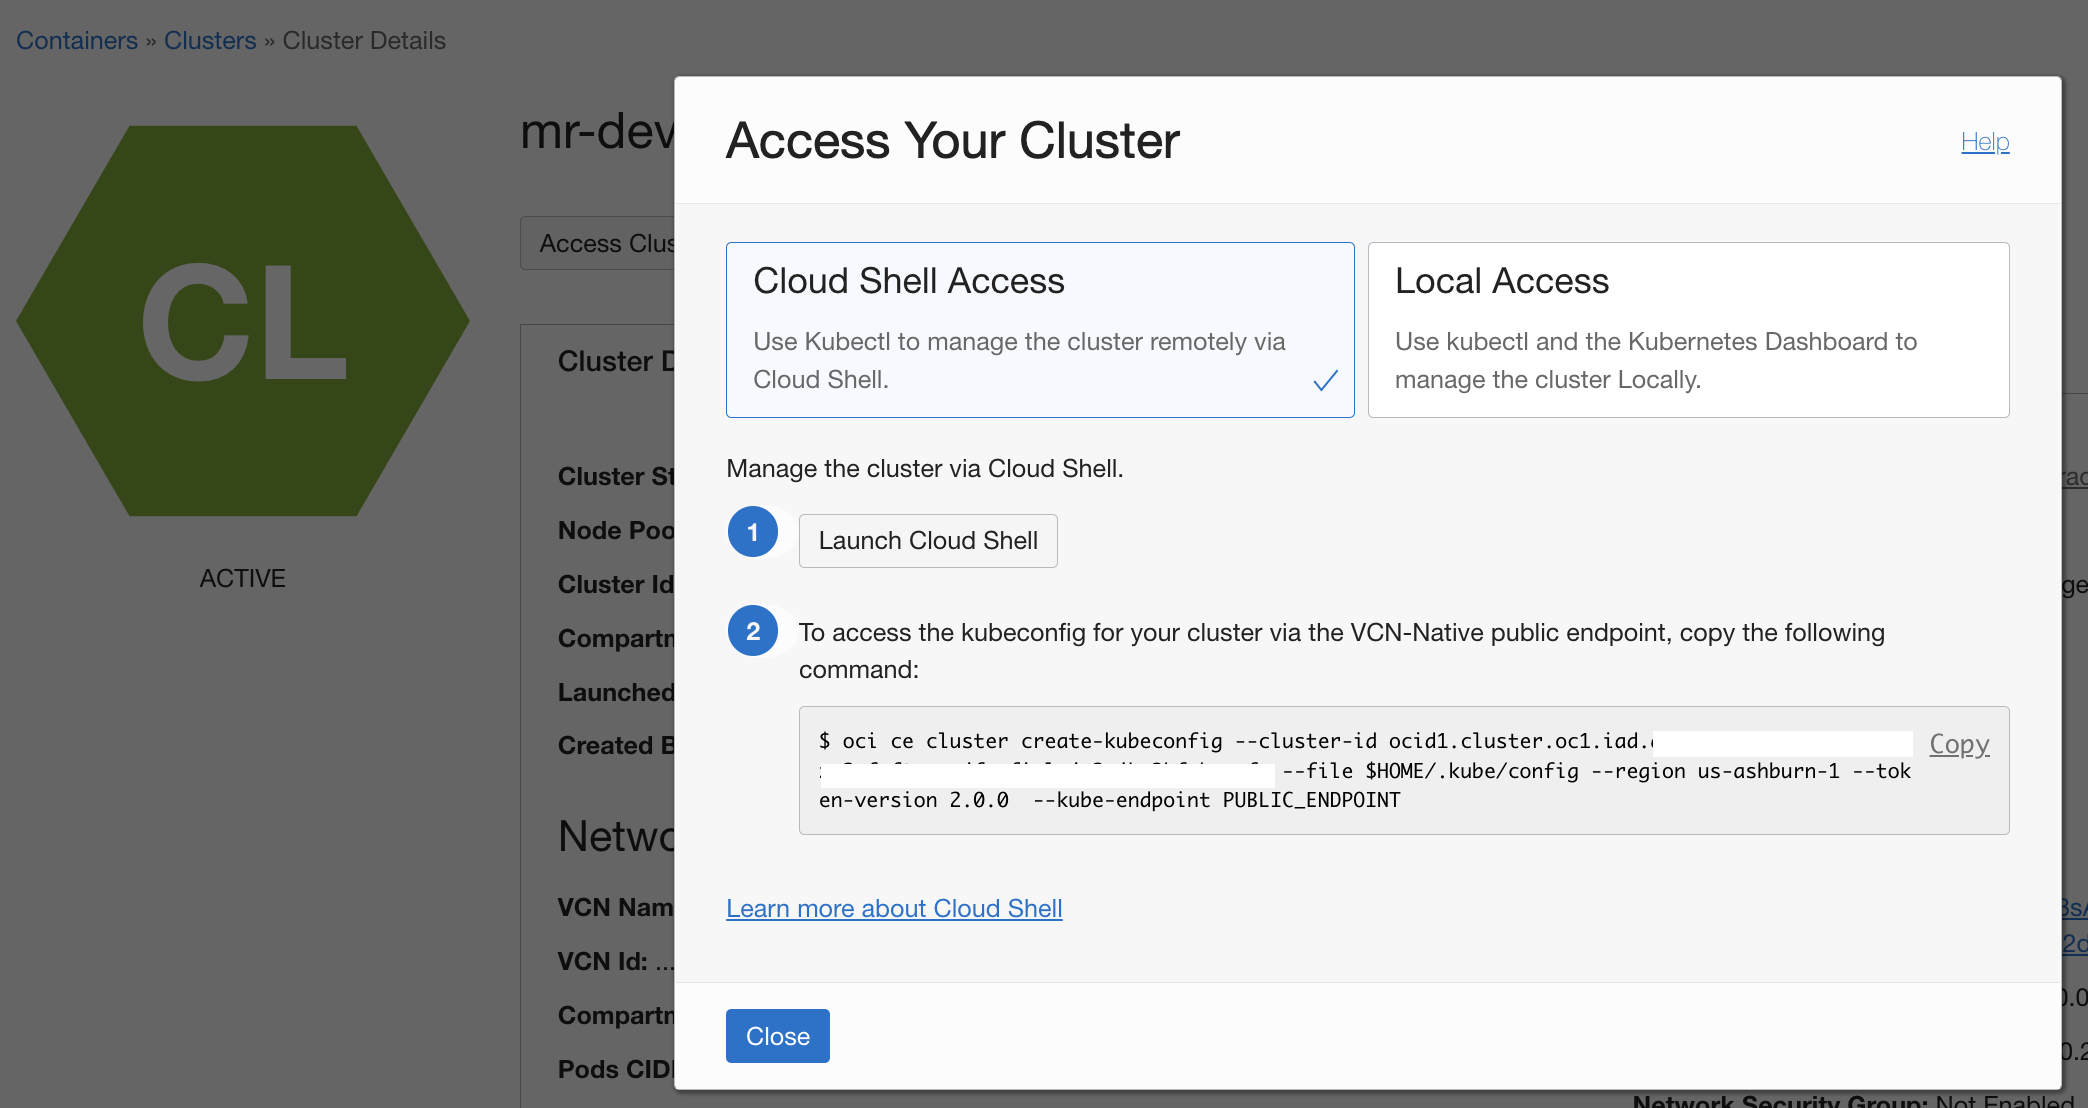 Containers » Clusters » Cluster Details
CL
ACTIVE
mr-dev
Access Clus
Cluster D
Cluster St
Node Poo
Cluster Id
Compartm
Launched
Created B
Netwo
VCN Nam
VCN Id: ...
Compartm
Pods CID
Access Your Cluster
Help
Cloud Shell Access
Use Kubectl to manage the cluster remotely via
Cloud Shell.
Local Access
Use kubectl and the Kubernetes Dashboard to
manage the cluster Locally.
Manage the cluster via Cloud Shell.
1
Launch Cloud Shell
2
To access the kubeconfig for your cluster via the VCN-Native public endpoint, copy the following
command:
$ oci ce cluster create-kubeconfig --cluster-id ocid1.cluster.oc1.iad.
--file $HOME/.kube/config --region us-ashburn-1 --tok
en-version 2.0.0 --kube-endpoint PUBLIC_ENDPOINT
Copy
Learn more about Cloud Shell
Close
Network Security Group: Not Enabled